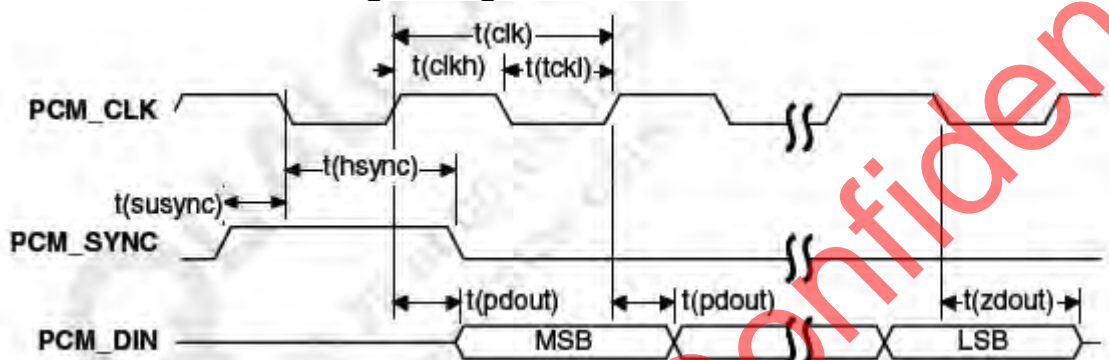 t(clk)
t(clkh) t(tckl)
PCM_CLK
t(hsync)
t(susync)
PCM_SYNC
t(pdout) t(pdout) t(zdout)
PCM_DIN MSB LSB
confiden